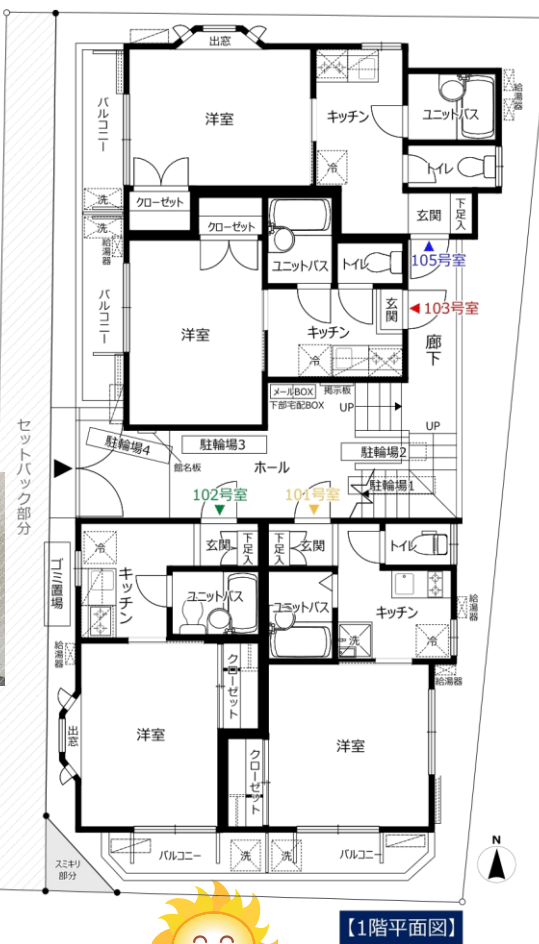 出窓
バルコニー
洋室
キッチン
ユニットバス
給湯器
冷
トイレ
洗
クローゼット
玄関
下足入
洗
給湯器
クローゼット
ユニットバス
トイレ
105号室
バルコニー
洋室
キッチン
玄関
103号室
冷
廊下
メールBOX
掲示板
下部宅配BOX
UP
UP
セットバック部分
駐輪場4
駐輪場3
駐輪場2
館名板
ホール
駐輪場1
102号室
101号室
冷
玄関
下足入
下足入
玄関
トイレ
ゴミ置場
キッチン
ユニットバス
ユニットバス
キッチン
給湯器
洗
冷
給湯器
クローゼット
給湯器
出窓
洋室
洋室
クローゼット
バルコニー
洗
洗
バルコニー
スミキリ
部分
N
【1階平面図】